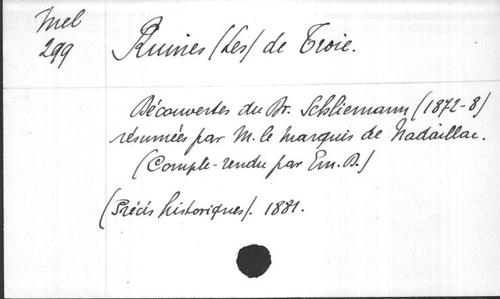 Mel
299
Ruines (Les) de Troie.
Découvertes du Dr. Schliemann (1872-8)
résumées par M. le Marquis de Nadaillac.
(Compte-rendu par Em. D.)
(Précis historiques). 1881.